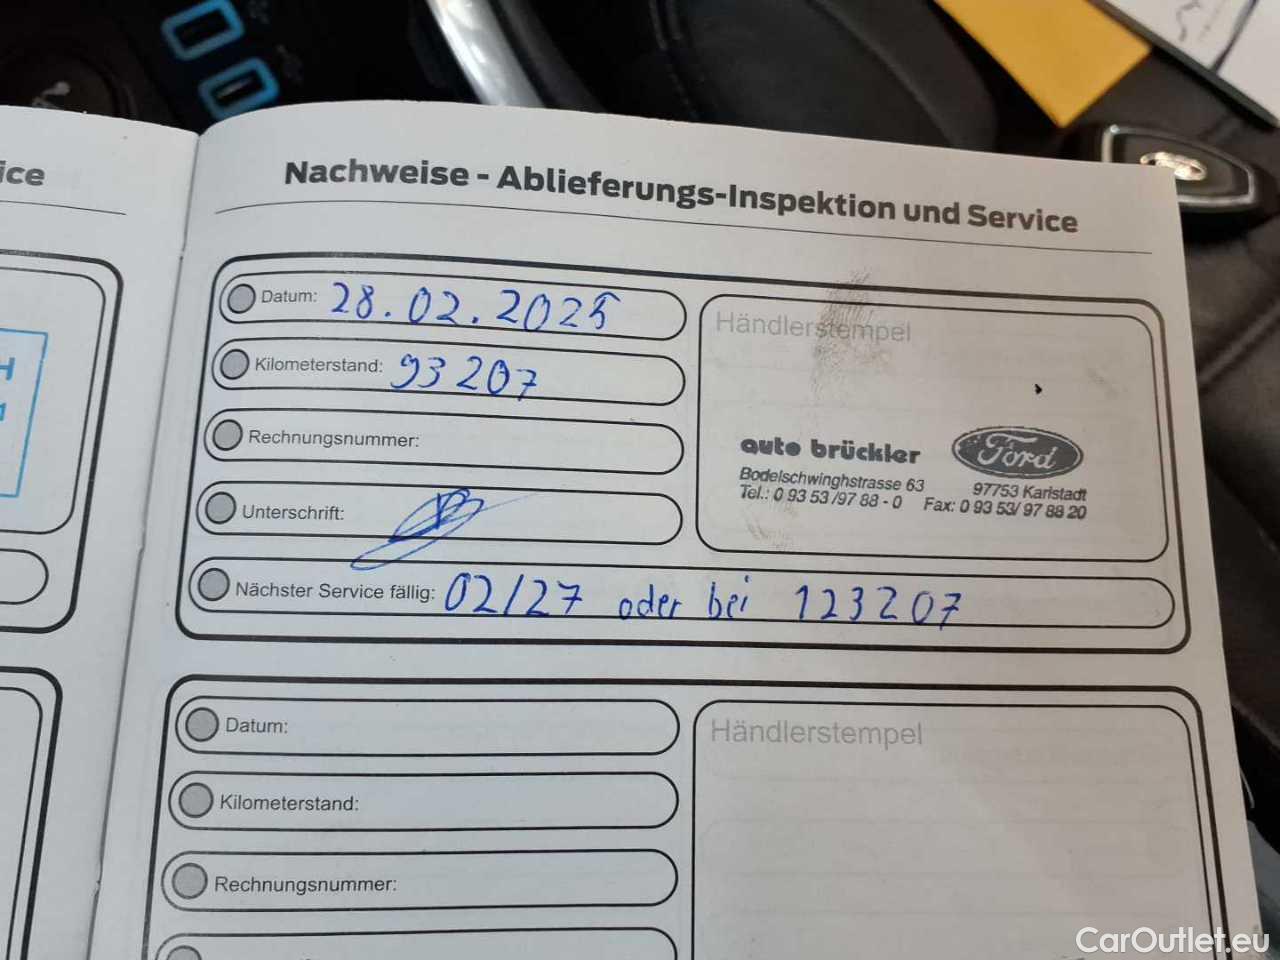 ice
Nachweise - Ablieferungs-Inspektion und Service
Datum: 28.02.2025
Kilometerstand: 93207
Rechnungsnummer:
Unterschrift:
Händlerstempel
auto brückler Ford
Bodelschwinghstrasse 63 97753 Karlstadt
Tel.: 0 93 53 /97 88 - 0 Fax: 0 93 53/ 97 88 20
Nächster Service fällig: 02/27 oder bei 123207
Datum:
Kilometerstand:
Rechnungsnummer:
Händlerstempel
CarOutlet.eu